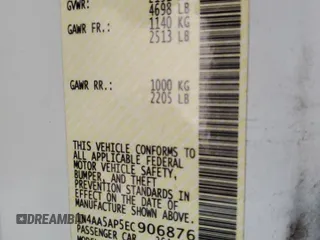 GVWR:
4698 LB
GAWR FR.: 1140 KG
2513 LB
GAWR RR.: 1000 KG
2205 LB
THIS VEHICLE CONFORMS TO
ALL APPLICABLE FEDERAL
MOTOR VEHICLE SAFETY,
BUMPER, AND THEFT
PREVENTION STANDARDS IN
EFFECT ON THE DATE OF
MANUFACTURE SHOWN ABOVE.
1N4AA5AP5EC906876
PASSENGER CAR
DREAMBID